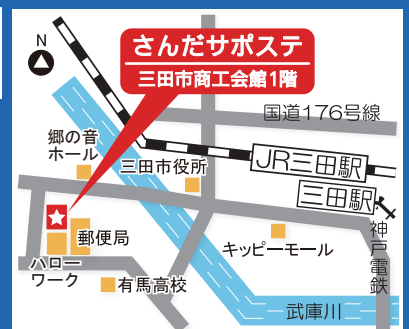 N
さんだサポステ
三田市商工会館1階
国道176号線
郷の音
ホール
三田市役所
JR三田駅
三田駅
神戸電鉄
郵便局
ハロー
ワーク
キッピーモール
有馬高校
武庫川